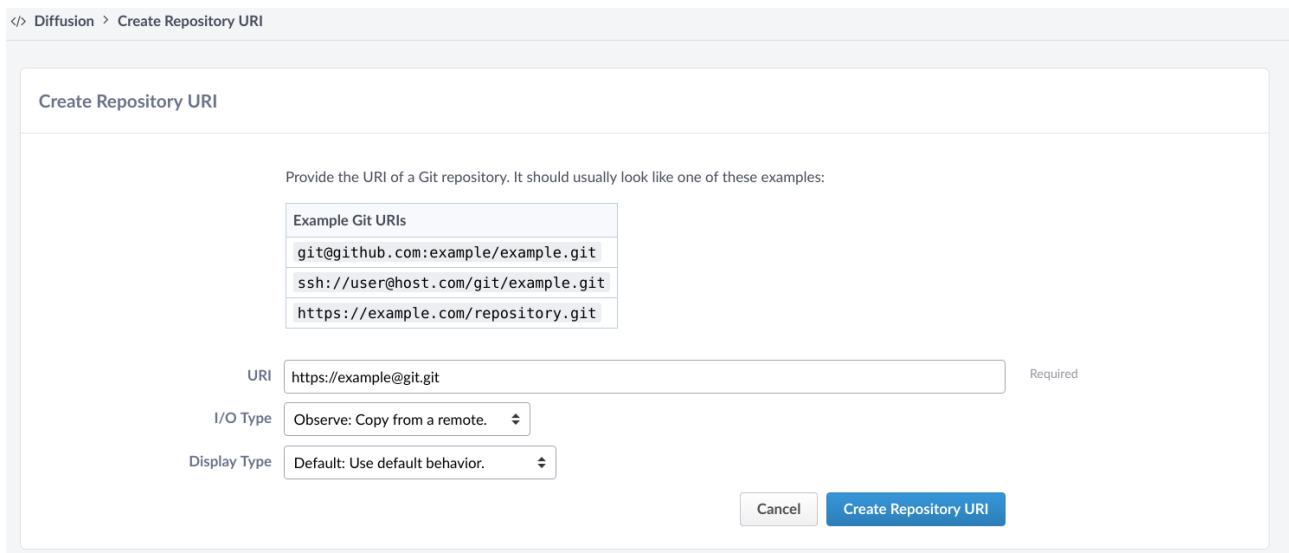 </> Diffusion > Create Repository URI
Create Repository URI
Provide the URI of a Git repository. It should usually look like one of these examples:
Example Git URIs
git@github.com:example/example.git
ssh://user@host.com/git/example.git
https://example.com/repository.git
URI https://example@git.git Required
I/O Type Observe: Copy from a remote.
Display Type Default: Use default behavior.
Cancel Create Repository URI